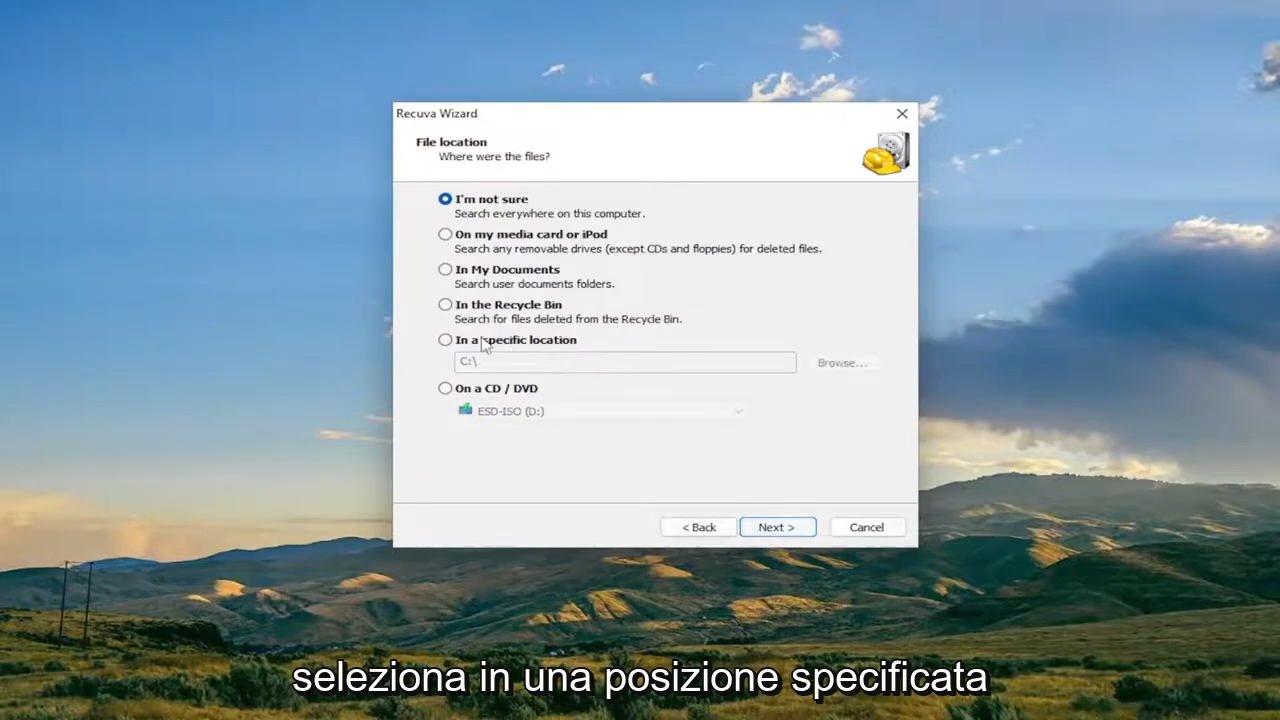 Recuva Wizard
File location
Where were the files?
I'm not sure
Search everywhere on this computer.
On my media card or iPod
Search any removable drives (except CDs and floppies) for deleted files.
In My Documents
Search user documents folders.
In the Recycle Bin
Search for files deleted from the Recycle Bin.
In a specific location
C:\
Browse...
On a CD / DVD
ESD-ISO (D:)
< Back
Next >
Cancel
seleziona in una posizione specificata